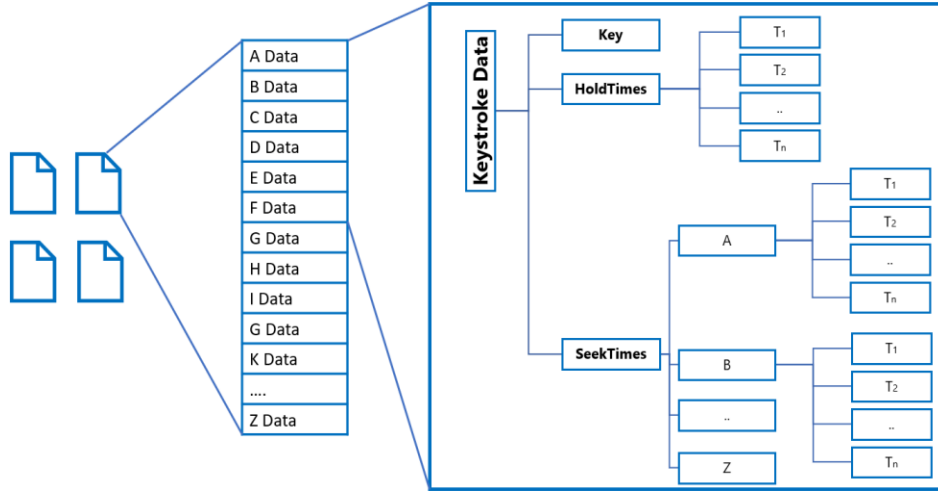 A Data
B Data
C Data
D Data
E Data
F Data
G Data
H Data
I Data
G Data
K Data
....
Z Data
Keystroke Data
Key
HoldTimes
T1
T2
..
Tn
SeekTimes
A
T1
T2
..
Tn
B
T1
T2
..
Tn
..
Z